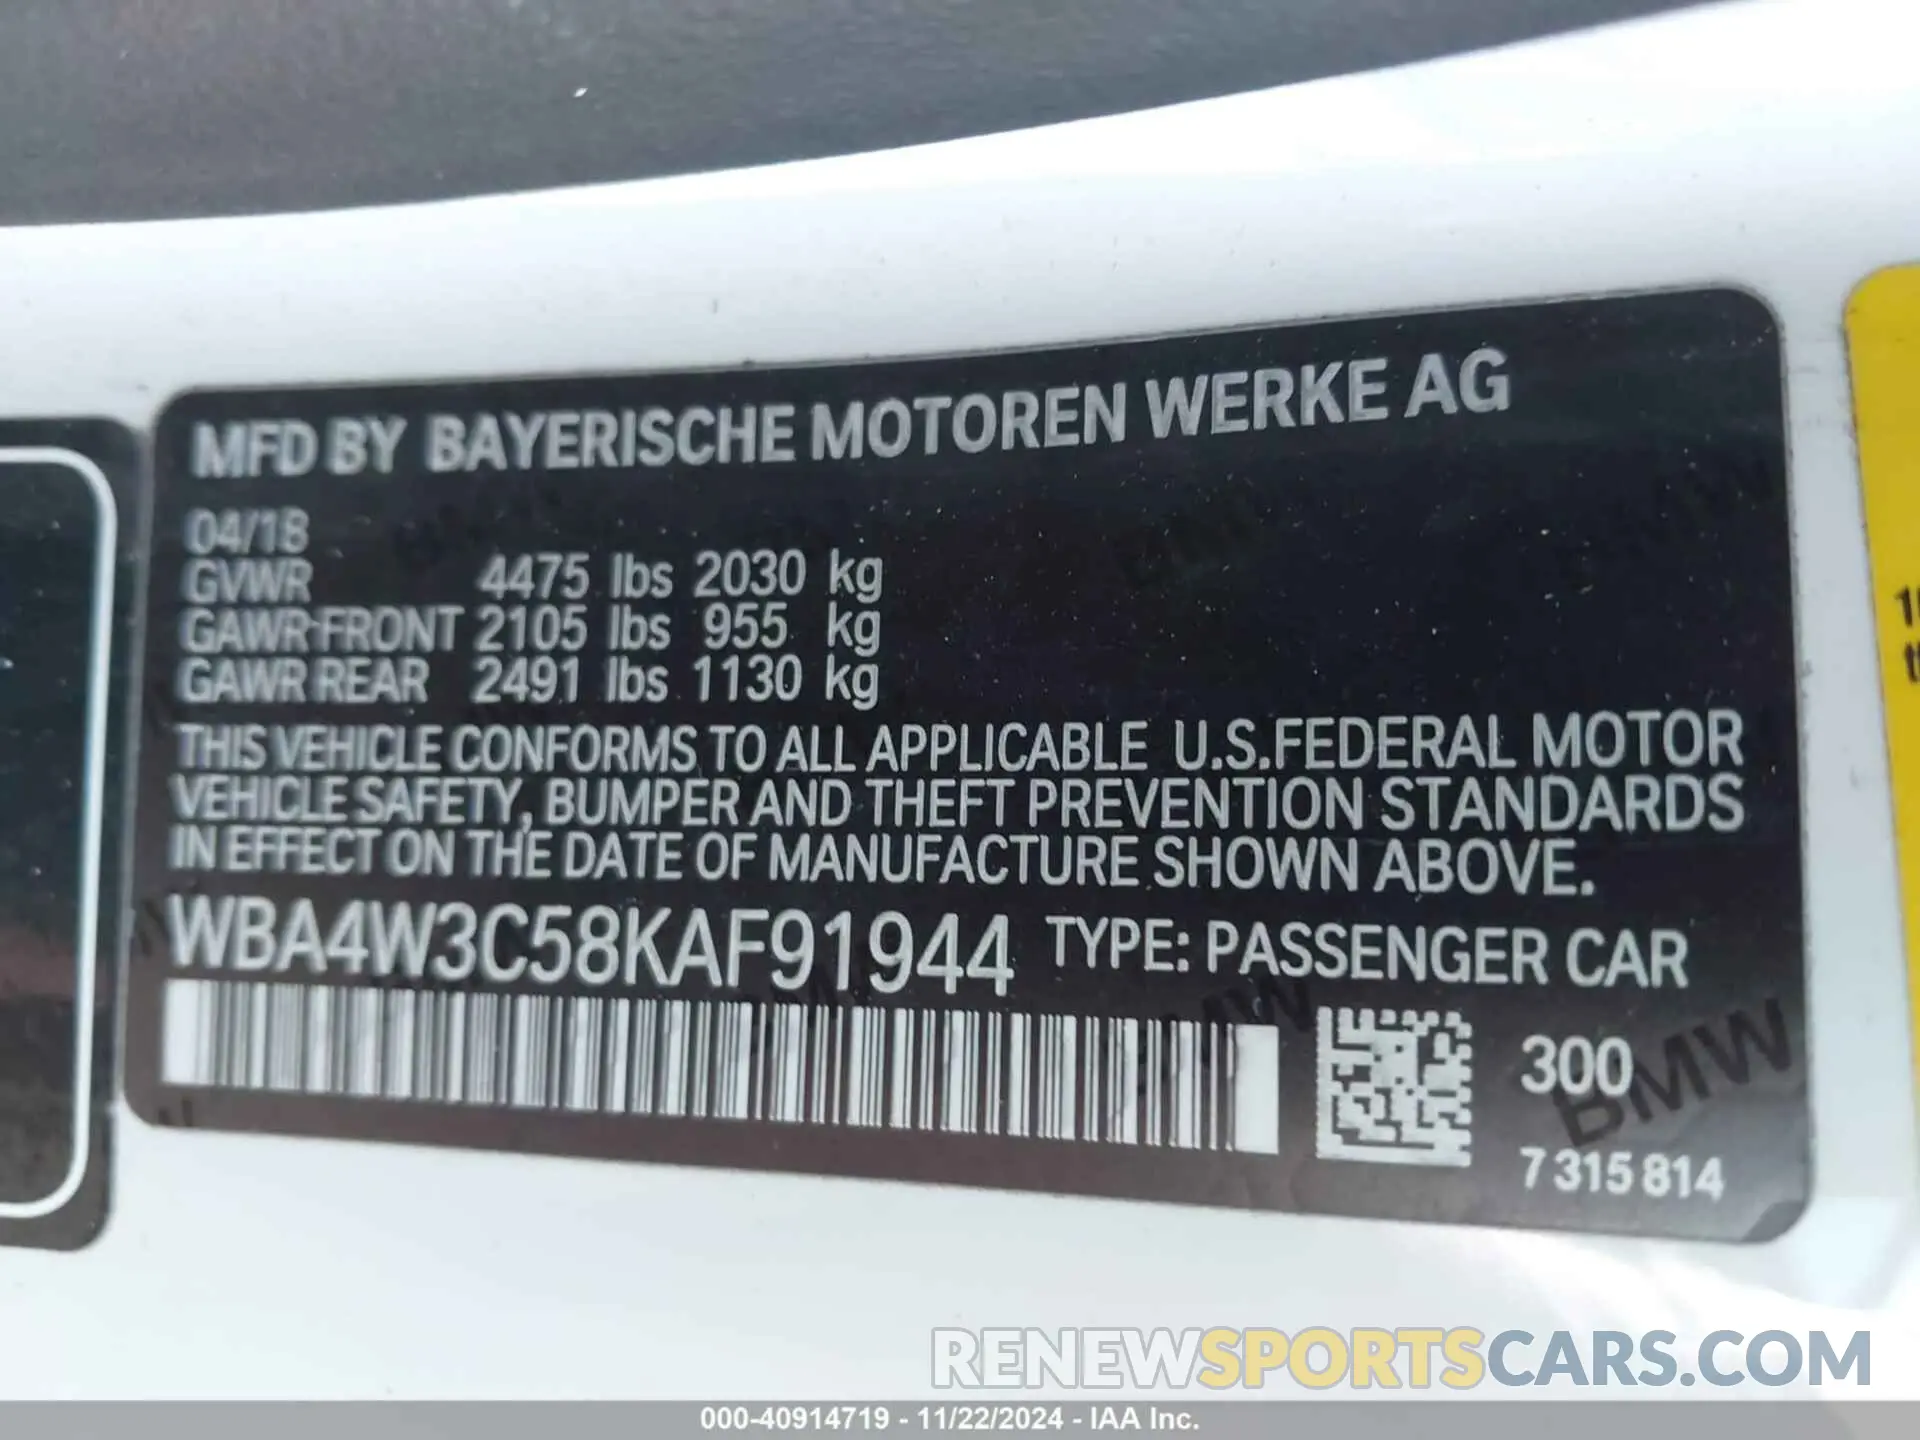 MFD BY BAYERISCHE MOTOREN WERKE AG
04/18
GVWR 4475 lbs 2030 kg
GAWR FRONT 2105 lbs 955 kg
GAWR REAR 2491 lbs 1130 kg
THIS VEHICLE CONFORMS TO ALL APPLICABLE U.S.FEDERAL MOTOR
VEHICLE SAFETY, BUMPER AND THEFT PREVENTION STANDARDS
IN EFFECT ON THE DATE OF MANUFACTURE SHOWN ABOVE.
WBA4W3C58KAF91944 TYPE: PASSENGER CAR
300
BMW
7 315 814
RENEWSPORTSCARS.COM
000-40914719 - 11/22/2024 - IAA Inc.